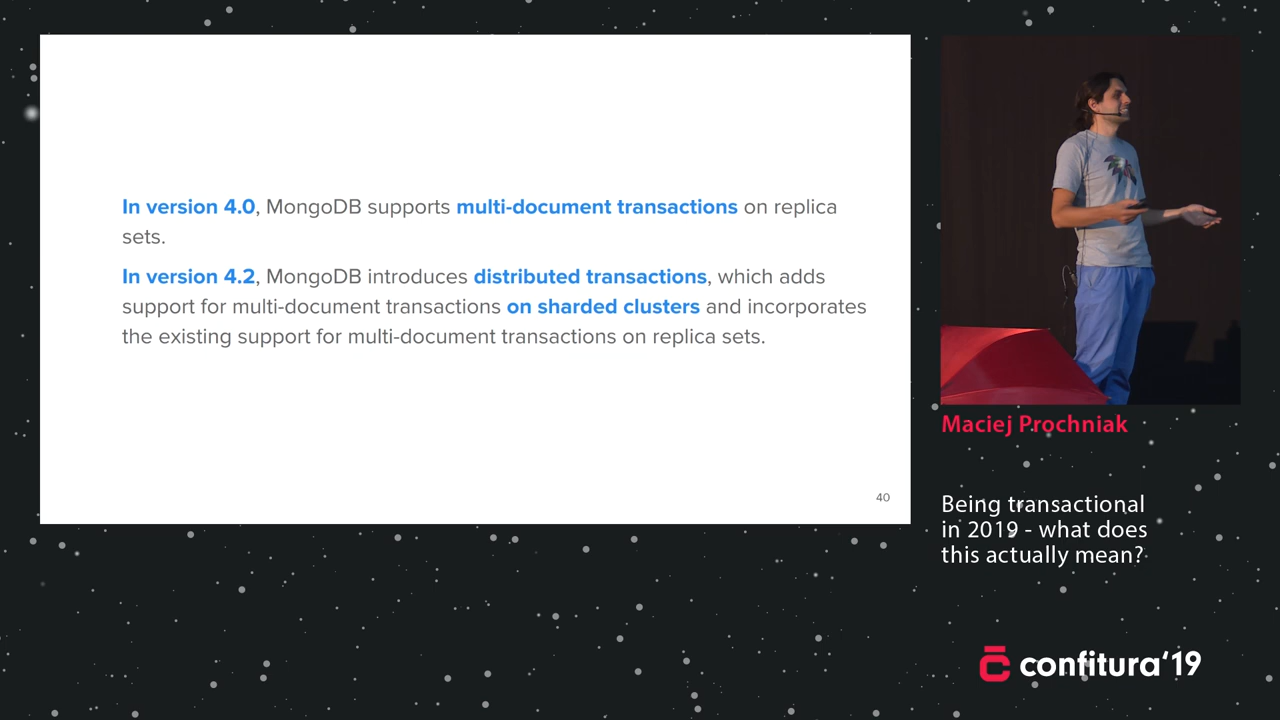 In version 4.0, MongoDB supports multi-document transactions on replica
sets.
In version 4.2, MongoDB introduces distributed transactions, which adds
support for multi-document transactions on sharded clusters and incorporates
the existing support for multi-document transactions on replica sets.
40
Maciej Prochniak
Being transactional
in 2019 - what does
this actually mean?
confitura'19